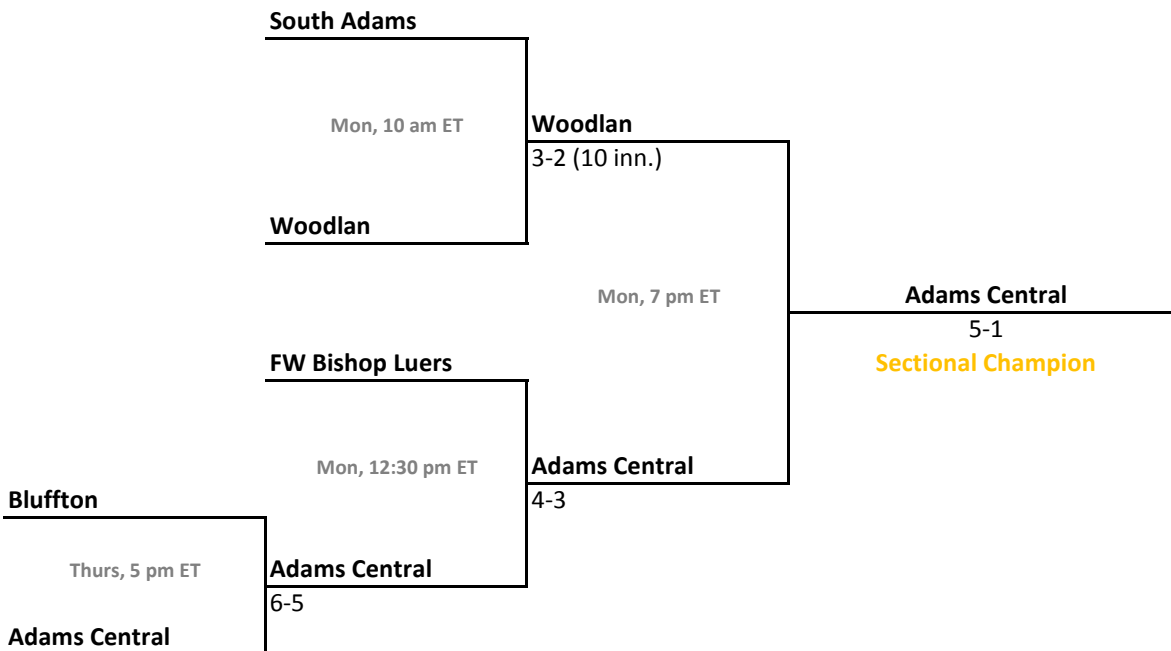 South Adams
Mon, 10 am ET
Woodlan
3-2 (10 inn.)
Woodlan
Mon, 7 pm ET
Adams Central
5-1
Sectional Champion
FW Bishop Luers
Mon, 12:30 pm ET
Adams Central
4-3
Bluffton
Thurs, 5 pm ET
Adams Central
6-5
Adams Central